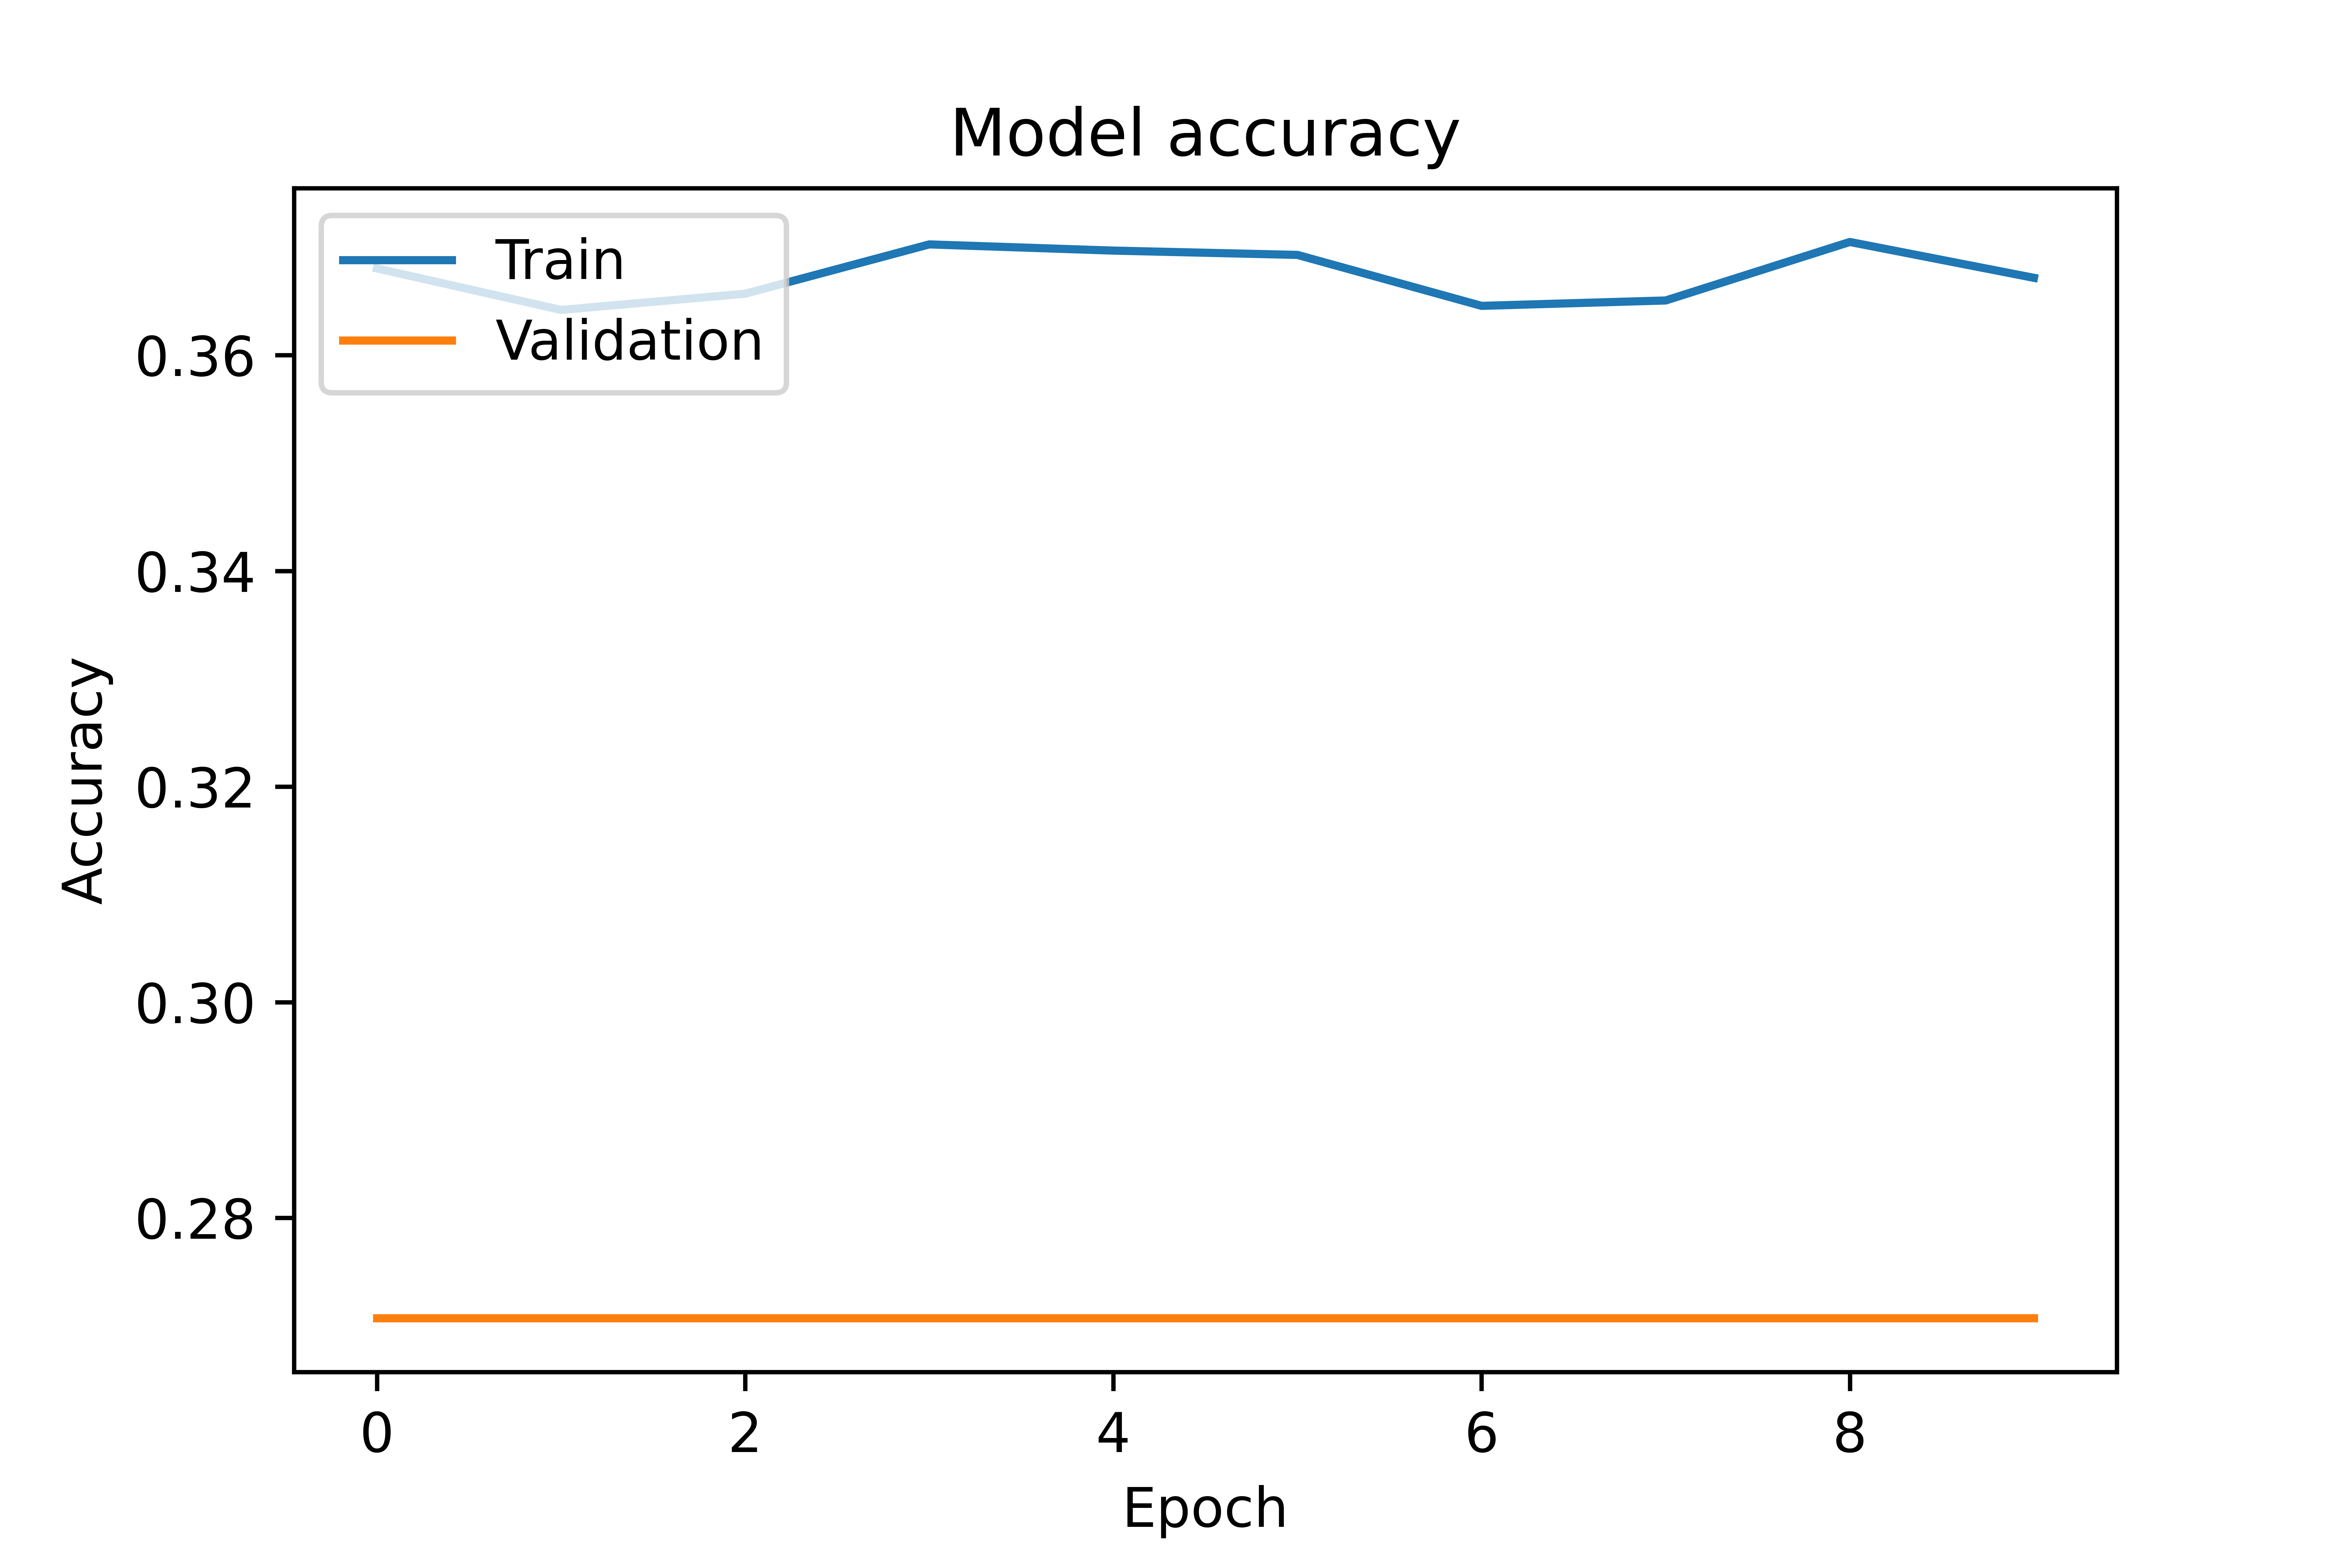 Model accuracy
Train
Validation
Accuracy
0.36
0.34
0.32
0.30
0.28
0 2 4 6 8
Epoch